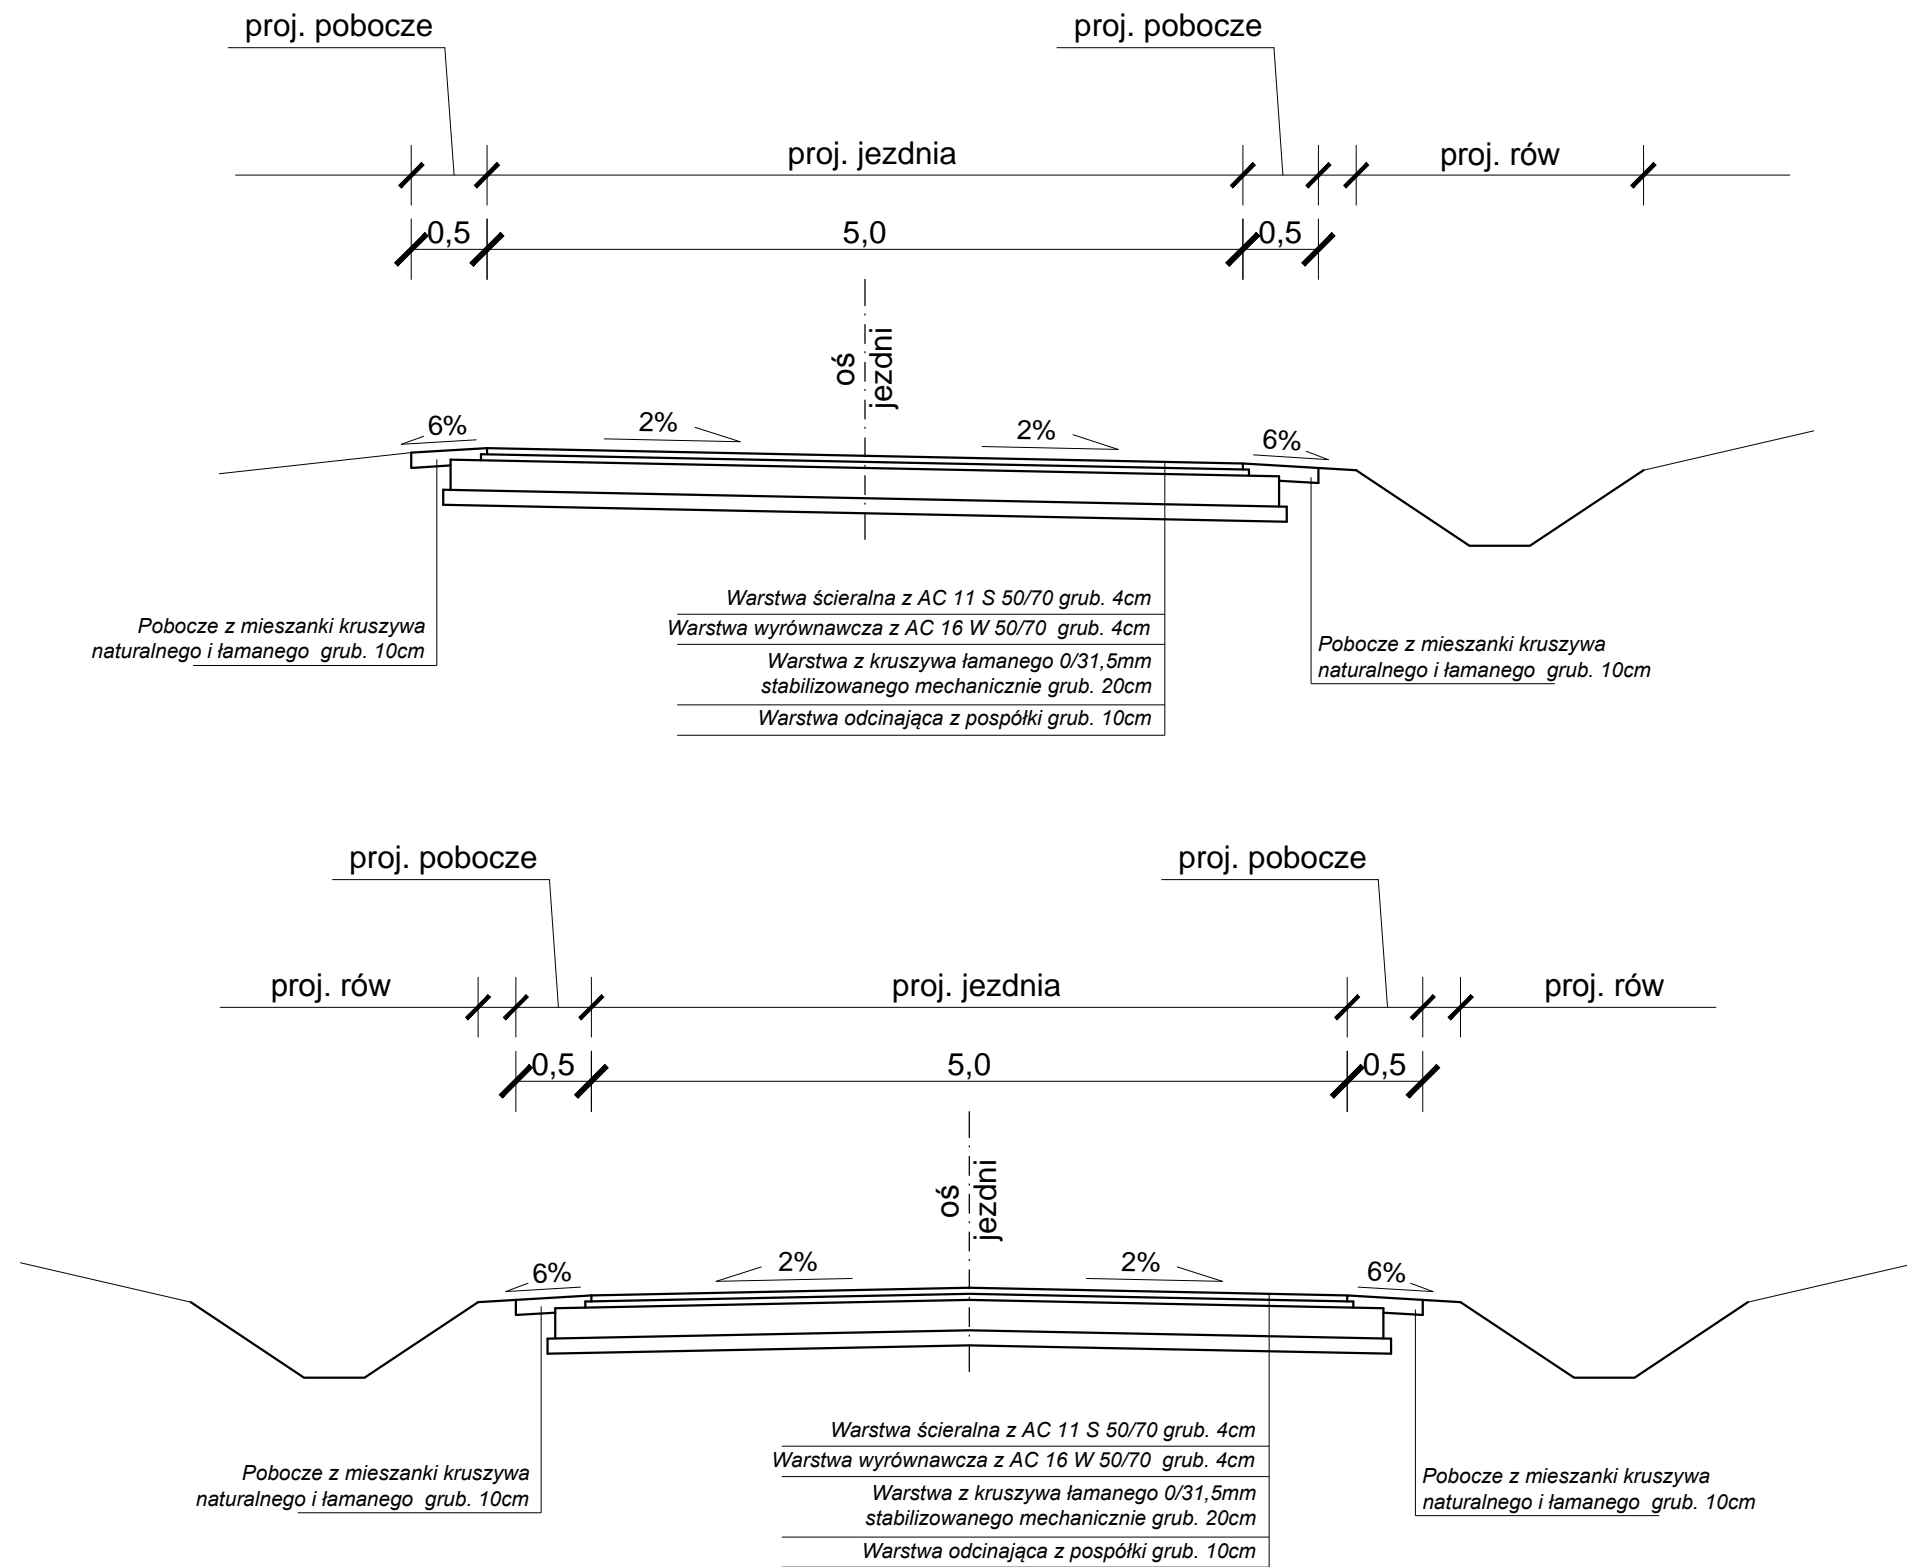 proj. pobocze
proj. pobocze
proj. jezdnia
proj. rów
0,5
5,0
0,5
oś
jezdni
6%
2%
2%
6%
Warstwa ścieralna z AC 11 S 50/70 grub. 4cm
Warstwa wyrównawcza z AC 16 W 50/70 grub. 4cm
Warstwa z kruszywa łamanego 0/31,5mm
stabilizowanego mechanicznie grub. 20cm
Warstwa odcinająca z pospółki grub. 10cm
Pobocze z mieszanki kruszywa
naturalnego i łamanego grub. 10cm
Pobocze z mieszanki kruszywa
naturalnego i łamanego grub. 10cm
proj. pobocze
proj. pobocze
proj. rów
proj. jezdnia
proj. rów
0,5
5,0
0,5
oś
jezdni
6%
2%
2%
6%
Warstwa ścieralna z AC 11 S 50/70 grub. 4cm
Warstwa wyrównawcza z AC 16 W 50/70 grub. 4cm
Warstwa z kruszywa łamanego 0/31,5mm
stabilizowanego mechanicznie grub. 20cm
Warstwa odcinająca z pospółki grub. 10cm
Pobocze z mieszanki kruszywa
naturalnego i łamanego grub. 10cm
Pobocze z mieszanki kruszywa
naturalnego i łamanego grub. 10cm